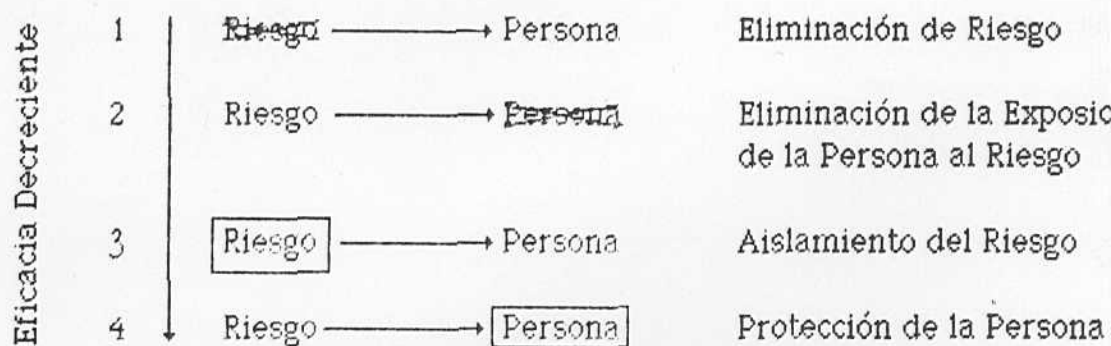 Eficacia Decreciente
1 Riesgo Persona Eliminación de Riesgo
2 Riesgo Persona Eliminación de la Exposic
de la Persona al Riesgo
3 Riesgo Persona Aislamiento del Riesgo
4 Riesgo Persona Protección de la Persona